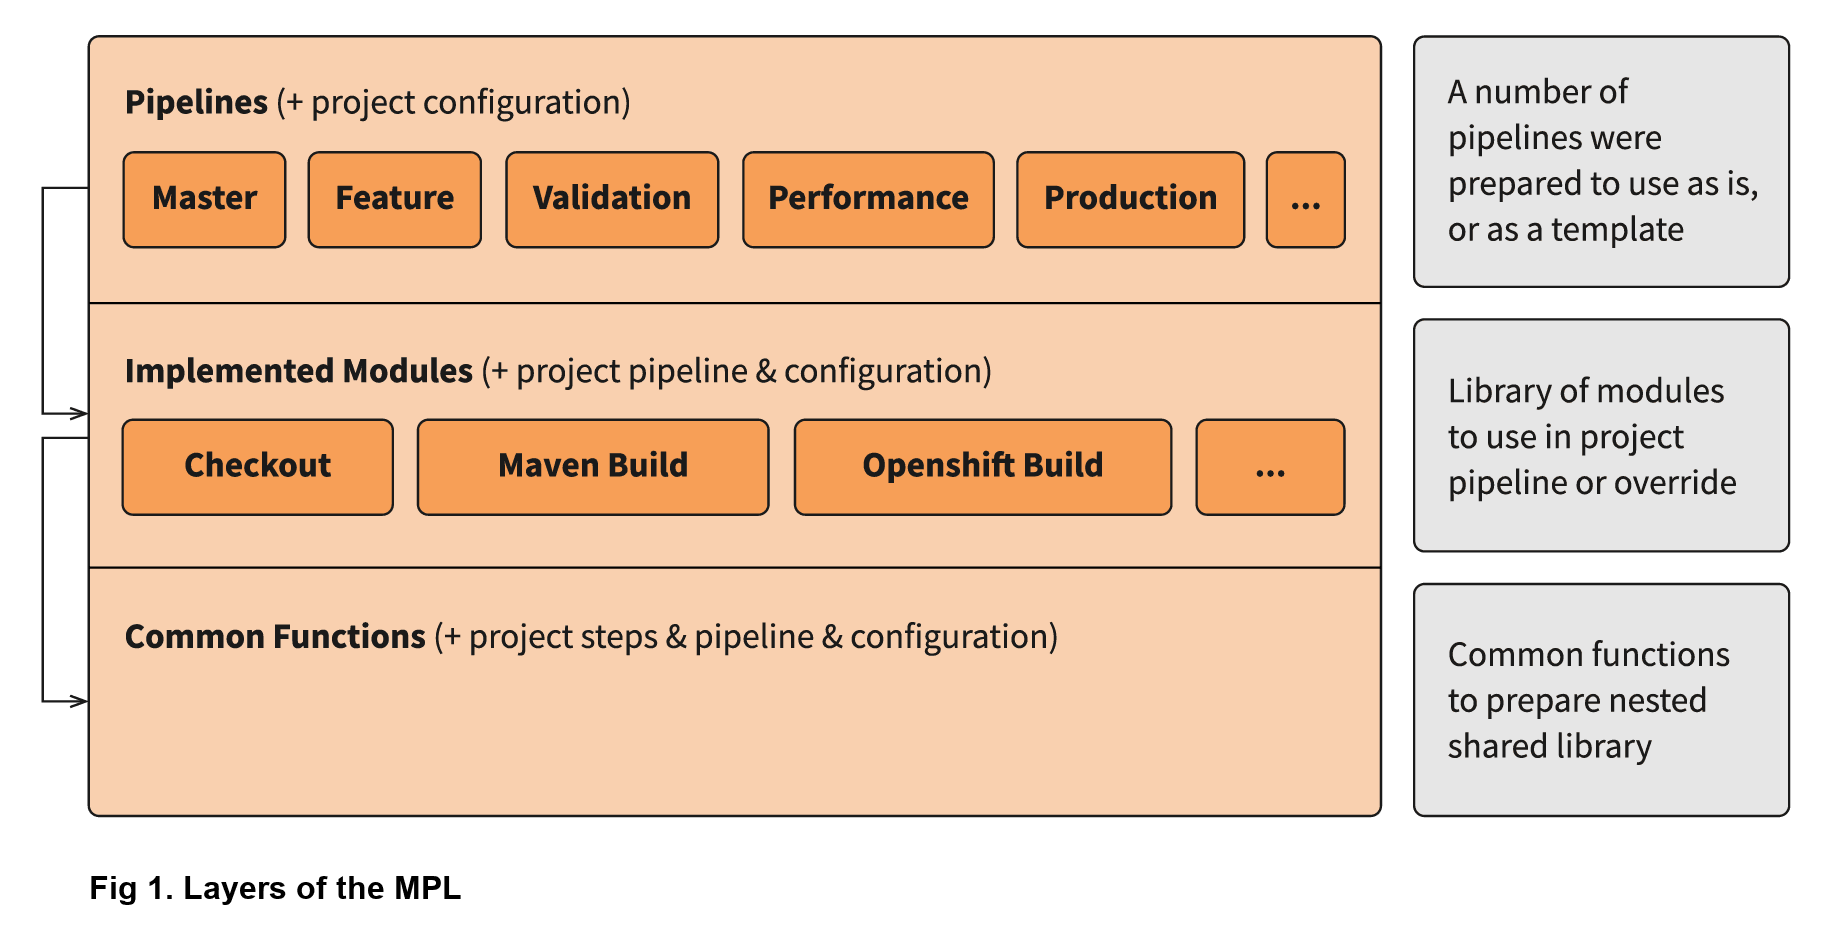 Pipelines (+ project configuration)
Master
Feature
Validation
Performance
Production
...
A number of
pipelines were
prepared to use as is,
or as a template
Implemented Modules (+ project pipeline & configuration)
Checkout
Maven Build
Openshift Build
...
Library of modules
to use in project
pipeline or override
Common Functions (+ project steps & pipeline & configuration)
Common functions
to prepare nested
shared library
Fig 1. Layers of the MPL